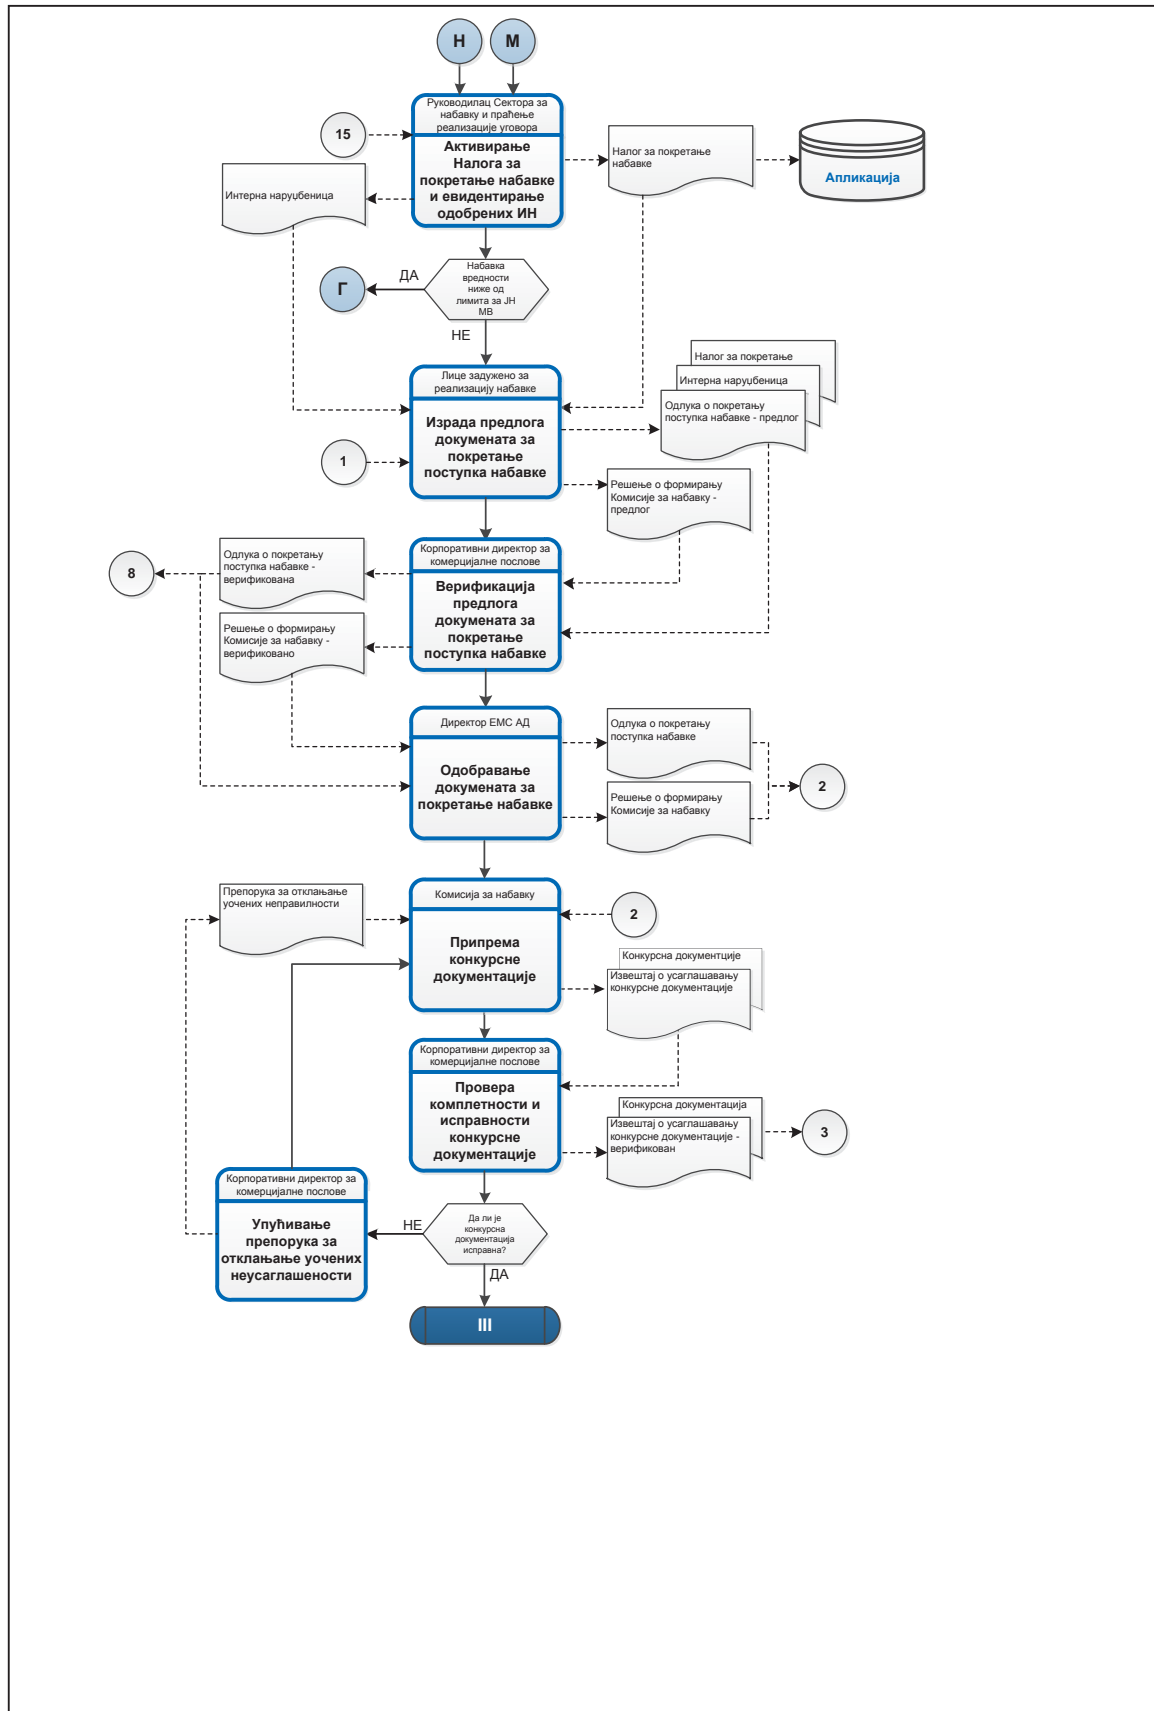 Н
М
Руководилац Сектора за
набавку и праћење
реализације уговора
15
Активирање
Налога за
покретање набавке
и евидентирање
одобрених ИН
Налог за покретање
набавке
Апликација
Интерна наруџбеница
Г
ДА
Набавка
вредности
ниже од
лимита за ЈН
МВ
НЕ
Налог за покретање
Интерна наруџбеница
Одлука о покретању
поступка набавке - предлог
Лице задужено за
реализацију набавке
Израда предлога
документа за
покретање
поступка набавке
1
Решење о формирању
Комисије за набавку -
предлог
Корпоративни директор за
комерцијалне послове
Верификација
предлога
документа за
покретање
поступка набавке
8
Одлука о покретању
поступка набавке -
верификована
Решење о формирању
Комисије за набавку -
верификовано
Директор ЕМС АД
Одобравање
докумената за
покретање набавке
Одлука о покретању
поступка набавке
2
Решење о формирању
Комисије за набавку
Препорука за отклањање
уочених неправилности
Комисија за набавку
Припрема
конкурсне
документације
2
Конкурсна документције
Извештај о усаглашавању
конкурсне документације
Корпоративни директор за
комерцијалне послове
Провера
комплетности и
исправности
конкурсне
документације
Конкурсна документација
Извештај о усаглашавању
конкурсне документације -
верификован
3
Корпоративни директор за
комерцијалне послове
Упућивање
препорука за
отклањање уочених
неусаглашености
НЕ
Да ли је
конкурсна
документација
исправна?
ДА
III